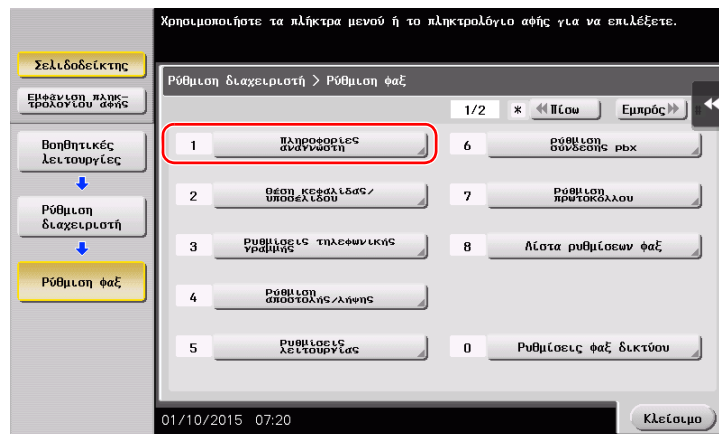 Χρησιμοποιήστε τα πλήκτρα μενού ή το πληκτρολόγιο αφής για να επιλέξετε.
Σελιδοδείκτης
Εμφάνιση πληκ-
τρολογίου αφής
Βοηθητικές
λειτουργίες
Ρύθμιση
διαχειριστή
Ρύθμιση φαξ
Ρύθμιση διαχειριστή > Ρύθμιση φαξ
1/2 * Πίσω Εμπρός
1 Πληροφορίες
αναγνώστη
6 Ρύθμιση
σύνδεσης PBX
2 Θέση κεφαλίδας/
υποσέλιδου
7 Ρύθμιση
πρωτοκόλλου
3 Ρυθμίσεις τηλεφωνικής
γραμμής
8 Λίστα ρυθμίσεων φαξ
4 Ρύθμιση
αποστολής/λήψης
5 Ρυθμίσεις
λειτουργίας
0 Ρυθμίσεις φαξ δικτύου
01/10/2015 07:20
Κλείσιμο